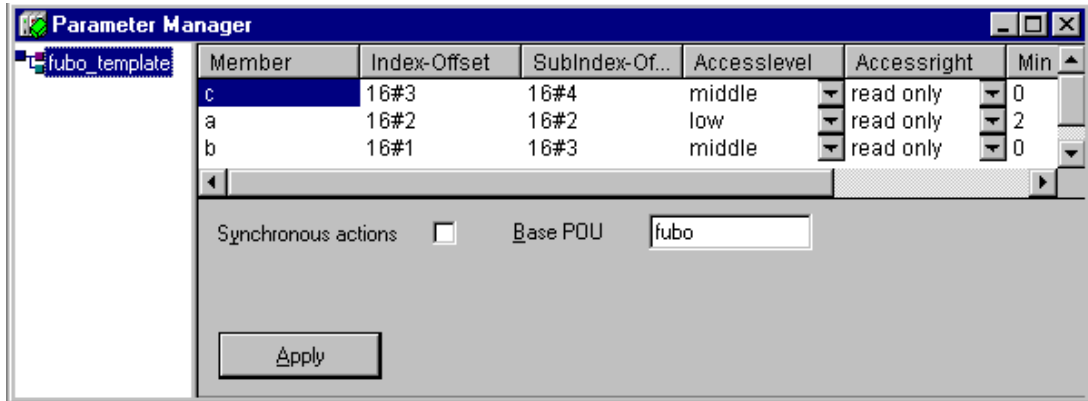 Parameter Manager
fubo_template
Member Index-Offset SubIndex-Of... Accesslevel Accessright Min
c 16#3 16#4 middle read only 0
a 16#2 16#2 low read only 2
b 16#1 16#3 middle read only 0
Synchronous actions Base POU fubo
Apply